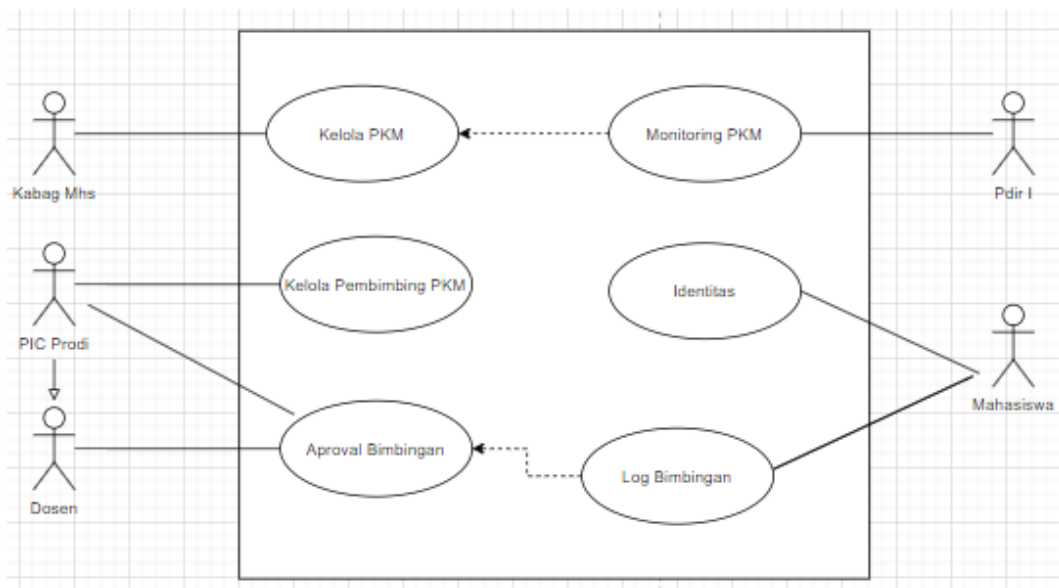 Kelola PKM
Monitoring PKM
Kabag Mhs
Pdir I
Kelola Pembimbing PKM
Identitas
PIC Prodi
Mahasiswa
Aproval Bimbingan
Log Bimbingan
Dosen